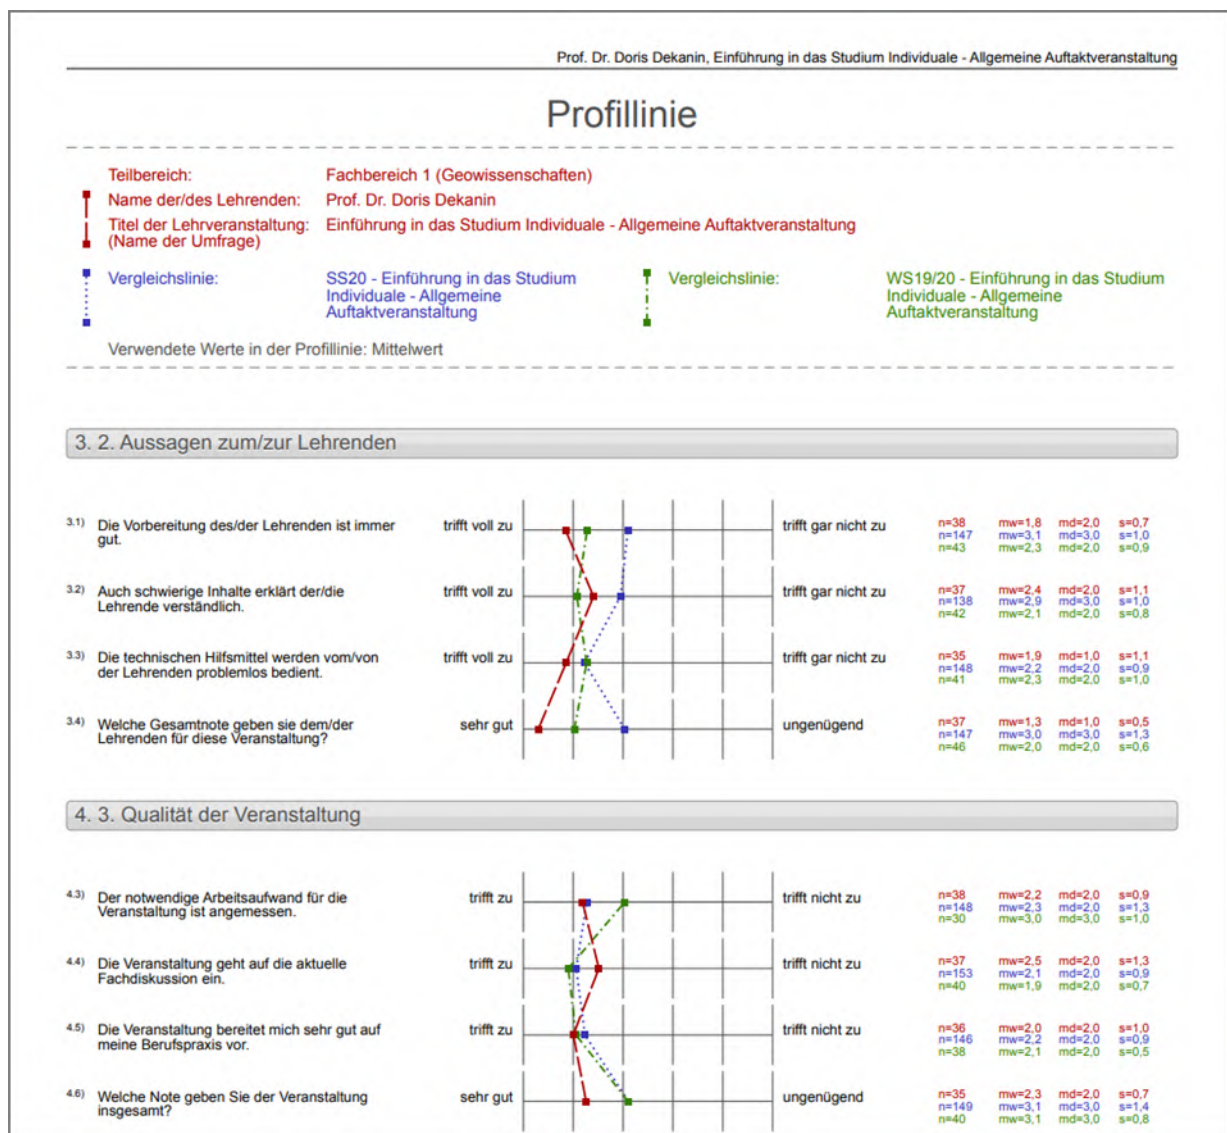 Prof. Dr. Doris Dekanin, Einführung in das Studium Individuale - Allgemeine Auftaktveranstaltung
Profillinie
Teilbereich: Fachbereich 1 (Geowissenschaften)
Name der/des Lehrenden: Prof. Dr. Doris Dekanin
Titel der Lehrveranstaltung: Einführung in das Studium Individuale - Allgemeine Auftaktveranstaltung
(Name der Umfrage)
Vergleichslinie: SS20 - Einführung in das Studium
Individuale - Allgemeine
Auftaktveranstaltung
Vergleichslinie: WS19/20 - Einführung in das Studium
Individuale - Allgemeine
Auftaktveranstaltung
Verwendete Werte in der Profillinie: Mittelwert
3. 2. Aussagen zum/zur Lehrenden
3.1) Die Vorbereitung des/der Lehrenden ist immer
gut.
trifft voll zu trifft gar nicht zu
n=38 mw=1,8 md=2,0 s=0,7
n=147 mw=3,1 md=3,0 s=1,0
n=43 mw=2,3 md=2,0 s=0,9
3.2) Auch schwierige Inhalte erklärt der/die
Lehrende verständlich.
trifft voll zu trifft gar nicht zu
n=37 mw=2,4 md=2,0 s=1,1
n=138 mw=2,9 md=3,0 s=1,0
n=42 mw=2,1 md=2,0 s=0,8
3.3) Die technischen Hilfsmittel werden vom/von
der Lehrenden problemlos bedient.
trifft voll zu trifft gar nicht zu
n=35 mw=1,9 md=1,0 s=1,1
n=148 mw=2,2 md=2,0 s=0,9
n=41 mw=2,3 md=2,0 s=1,0
3.4) Welche Gesamtnote geben sie dem/der
Lehrenden für diese Veranstaltung?
sehr gut ungenügend
n=37 mw=1,3 md=1,0 s=0,5
n=147 mw=3,0 md=3,0 s=1,3
n=46 mw=2,0 md=2,0 s=0,6
4. 3. Qualität der Veranstaltung
4.3) Der notwendige Arbeitsaufwand für die
Veranstaltung ist angemessen.
trifft zu trifft nicht zu
n=38 mw=2,2 md=2,0 s=0,9
n=148 mw=2,3 md=2,0 s=1,3
n=30 mw=3,0 md=3,0 s=1,0
4.4) Die Veranstaltung geht auf die aktuelle
Fachdiskussion ein.
trifft zu trifft nicht zu
n=37 mw=2,5 md=2,0 s=1,3
n=153 mw=2,1 md=2,0 s=0,9
n=40 mw=1,9 md=2,0 s=0,7
4.5) Die Veranstaltung bereitet mich sehr gut auf
meine Berufspraxis vor.
trifft zu trifft nicht zu
n=36 mw=2,0 md=2,0 s=1,0
n=146 mw=2,2 md=2,0 s=0,9
n=38 mw=2,1 md=2,0 s=0,5
4.6) Welche Note geben Sie der Veranstaltung
insgesamt?
sehr gut ungenügend
n=35 mw=2,3 md=2,0 s=0,7
n=149 mw=3,1 md=3,0 s=1,4
n=40 mw=3,1 md=3,0 s=0,8